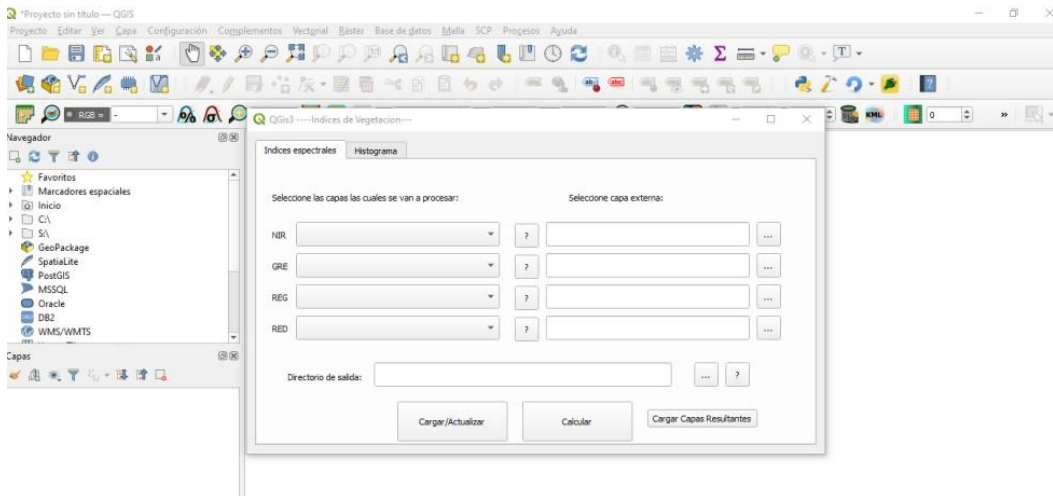 *Proyecto sin título — QGIS
Proyecto Editar Ver Capa Configuración Complementos Vectorial Ráster Base de datos Malla SCP Procesos Ayuda
RGB = -
0
KML
»
QGis3 ----Indices de Vegetacion---
Navegador
Favoritos
Marcadores espaciales
Inicio
C:\
S:\
GeoPackage
SpatiaLite
PostGIS
MSSQL
Oracle
DB2
WMS/WMTS
Capas
Indices espectrales Histograma
Seleccione las capas las cuales se van a procesar: Seleccione capa externa:
NIR ? ...
GRE ? ...
REG ? ...
RED ? ...
Directorio de salida: ... ?
Cargar/Actualizar Calcular Cargar Capas Resultantes